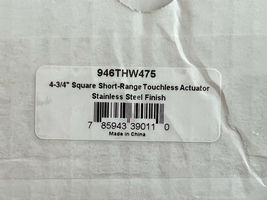 946THW475
4-3/4" Square Short-Range Touchless Actuator
Stainless Steel Finish
7 85943 39011 0
Made in China